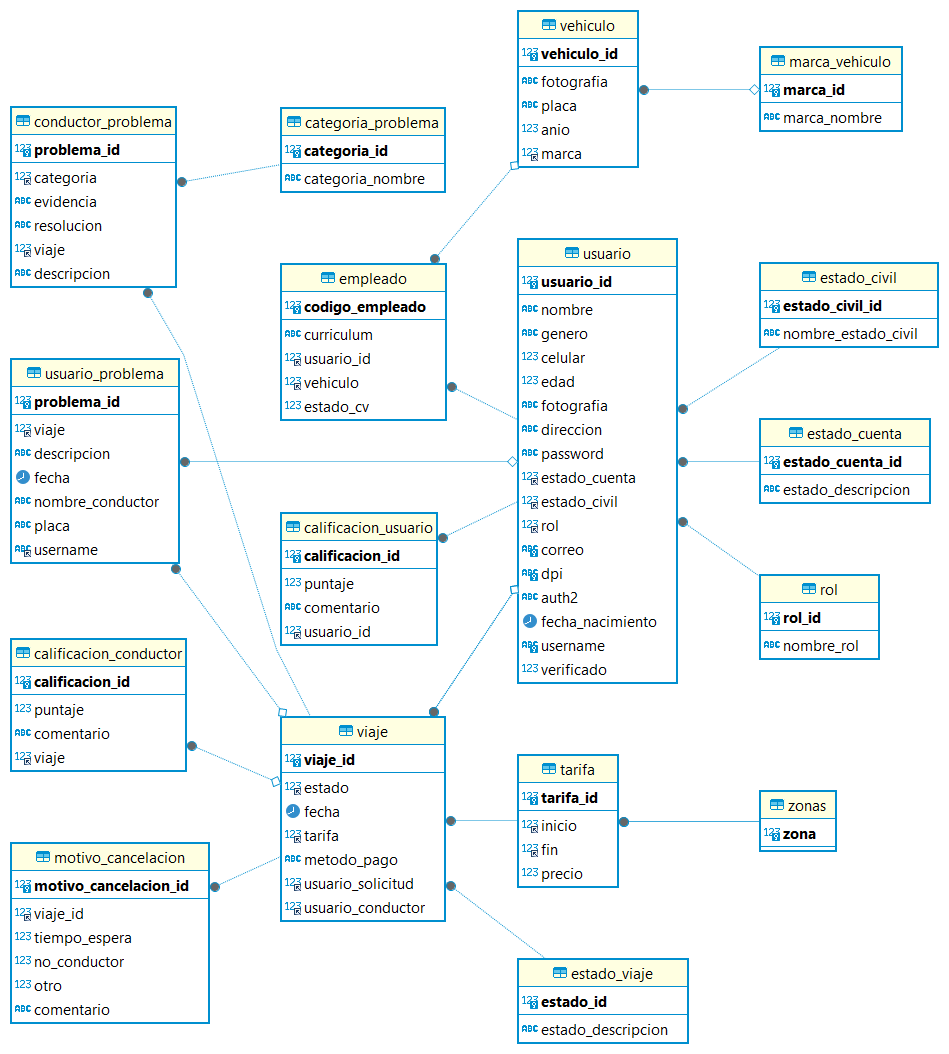 vehiculo
vehiculo_id
fotografia
placa
anio
marca
marca_vehiculo
marca_id
marca_nombre
conductor_problema
problema_id
categoria
evidencia
resolucion
viaje
descripcion
categoria_problema
categoria_id
categoria_nombre
empleado
codigo_empleado
curriculum
usuario_id
vehiculo
estado_cv
usuario
usuario_id
nombre
genero
celular
edad
fotografia
direccion
password
estado_cuenta
estado_civil
rol
correo
dpi
auth2
fecha_nacimiento
username
verificado
estado_civil
estado_civil_id
nombre_estado_civil
usuario_problema
problema_id
viaje
descripcion
fecha
nombre_conductor
placa
username
estado_cuenta
estado_cuenta_id
estado_descripcion
calificacion_usuario
calificacion_id
puntaje
comentario
usuario_id
rol
rol_id
nombre_rol
calificacion_conductor
calificacion_id
puntaje
comentario
viaje
viaje
viaje_id
estado
fecha
tarifa
metodo_pago
usuario_solicitud
usuario_conductor
tarifa
tarifa_id
inicio
fin
precio
zonas
zona
motivo_cancelacion
motivo_cancelacion_id
viaje_id
tiempo_espera
no_conductor
otro
comentario
estado_viaje
estado_id
estado_descripcion